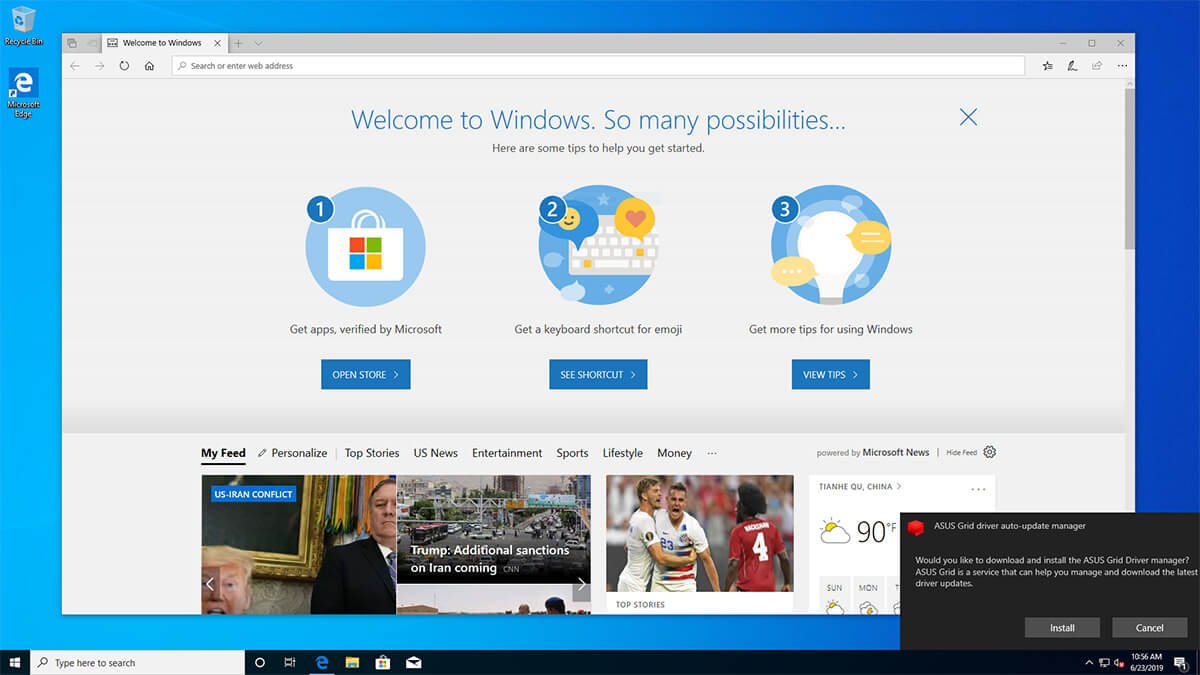 Recycle Bin
Microsoft
Edge
Welcome to Windows
Search or enter web address
Welcome to Windows. So many possibilities...
Here are some tips to help you get started.
1
2
3
Get apps, verified by Microsoft
Get a keyboard shortcut for emoji
Get more tips for using Windows
OPEN STORE
SEE SHORTCUT
VIEW TIPS
My Feed
Personalize
Top Stories
US News
Entertainment
Sports
Lifestyle
Money
powered by Microsoft News
Hide Feed
US-IRAN CONFLICT
Trump: Additional sanctions
on Iran coming CNN
23
HACKSHAW
4
TOP STORIES
TIANHE QU, CHINA
90°F
SUN
MON
ASUS Grid driver auto-update manager
Would you like to download and install the ASUS Grid Driver manager?
ASUS Grid is a service that can help you manage and download the latest
driver updates.
Install
Cancel
Type here to search
10:56 AM
6/23/2019
1